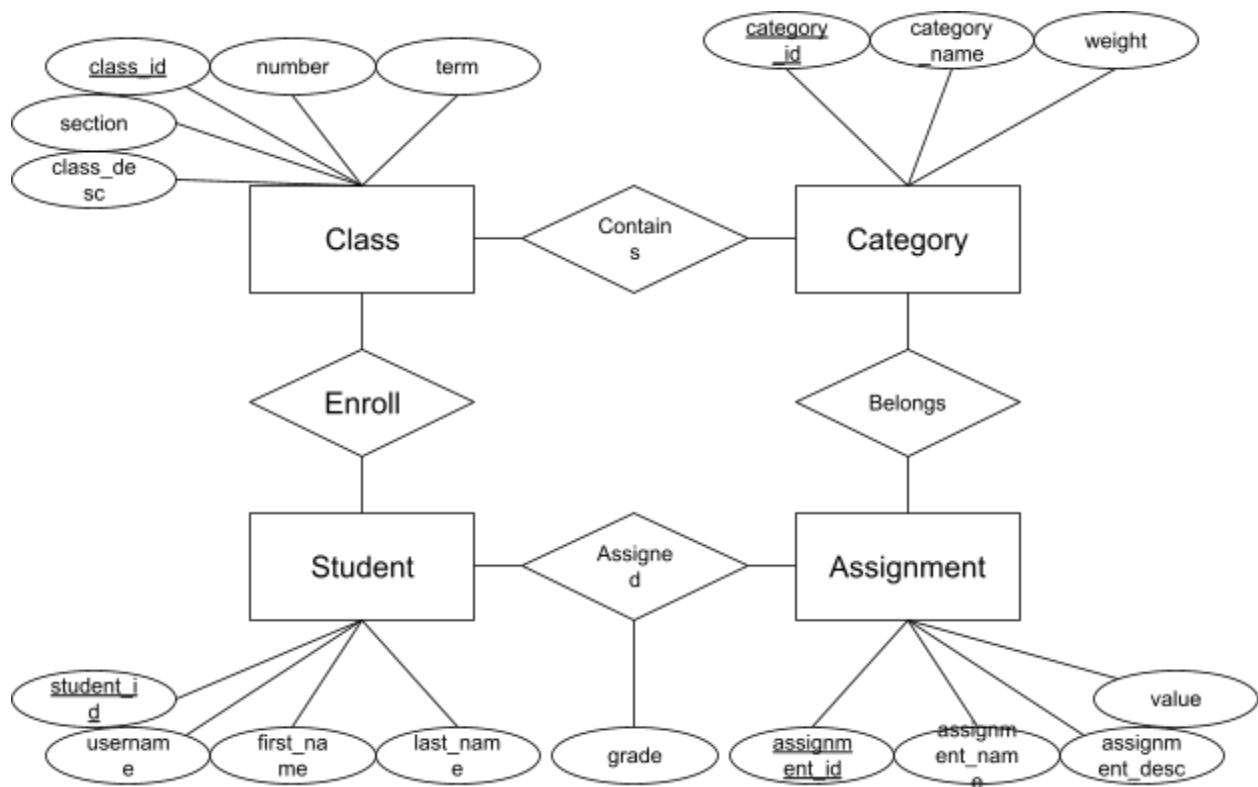 class_id
number
term
section
class_de
sc
category
_id
category
_name
weight
Class
Contain
s
Category
Enroll
Belongs
Student
Assigne
d
Assignment
student_i
d
usernam
e
first_na
me
last_nam
e
grade
assignm
ent_id
assignm
ent_nam
e
assignm
ent_desc
value